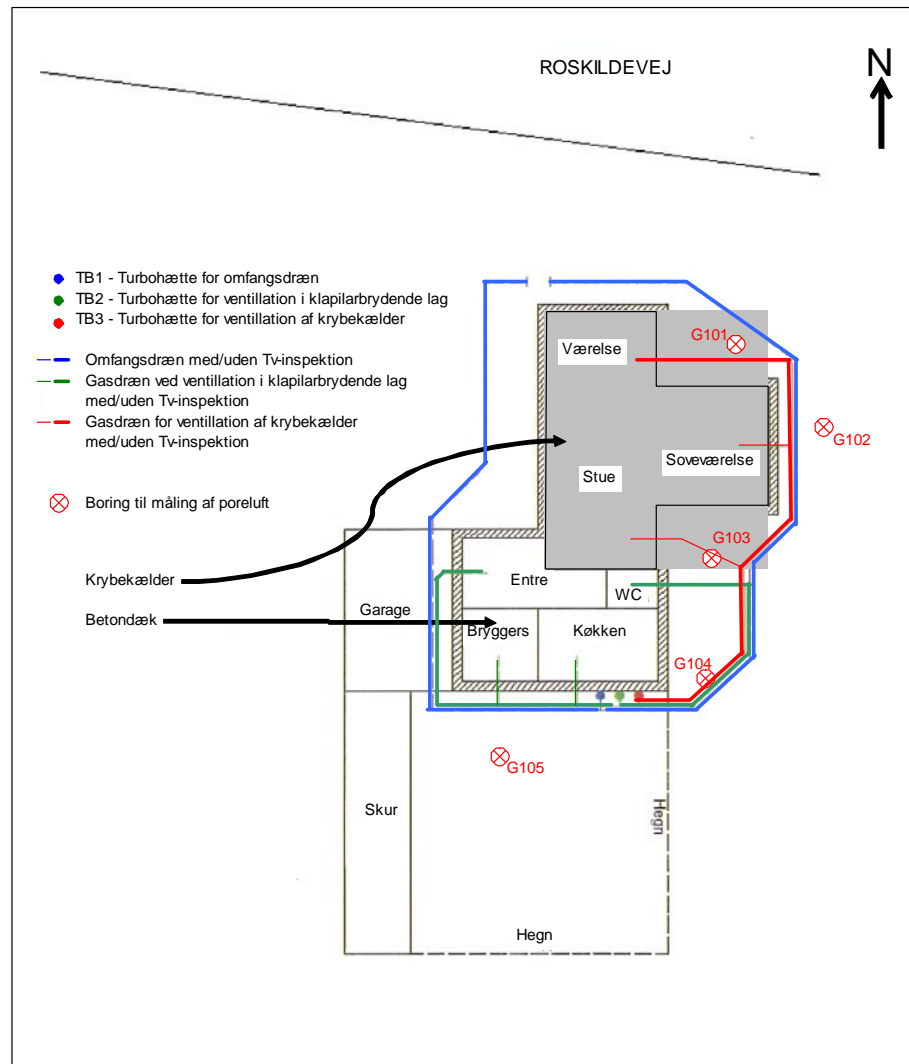 ROSKILDEVEJ
N
TB1 - Turbohætte for omfangsdræn
TB2 - Turbohætte for ventillation i klapilarbrydende lag
TB3 - Turbohætte for ventillation af krybekælder
Omfangsdræn med/uden Tv-inspektion
Gasdræn ved ventillation i klapilarbrydende lag
med/uden Tv-inspektion
Gasdræn for ventillation af krybekælder
med/uden Tv-inspektion
Boring til måling af poreluft
Krybekælder
Betondæk
G101
Værelse
G102
Soveværelse
Stue
G103
Entre
WC
Garage
Bryggers
Køkken
G104
G105
Skur
Hegn
Hegn